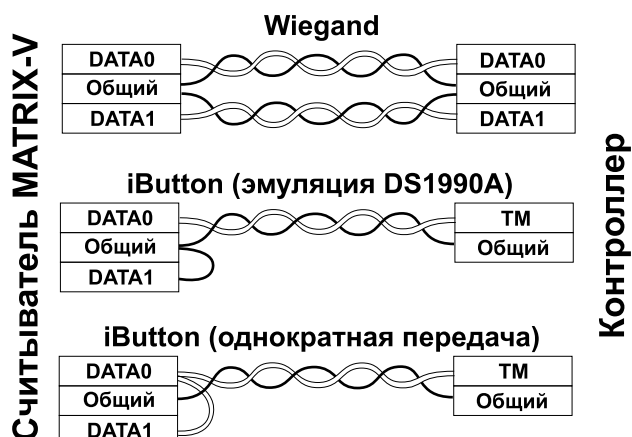 Считыватель MATRIX-V
Wiegand
DATA0 DATA0
Общий Общий
DATA1 DATA1
iButton (эмуляция DS1990A)
DATA0 TM
Общий Общий
DATA1
iButton (однократная передача)
DATA0 TM
Общий Общий
DATA1
Контроллер